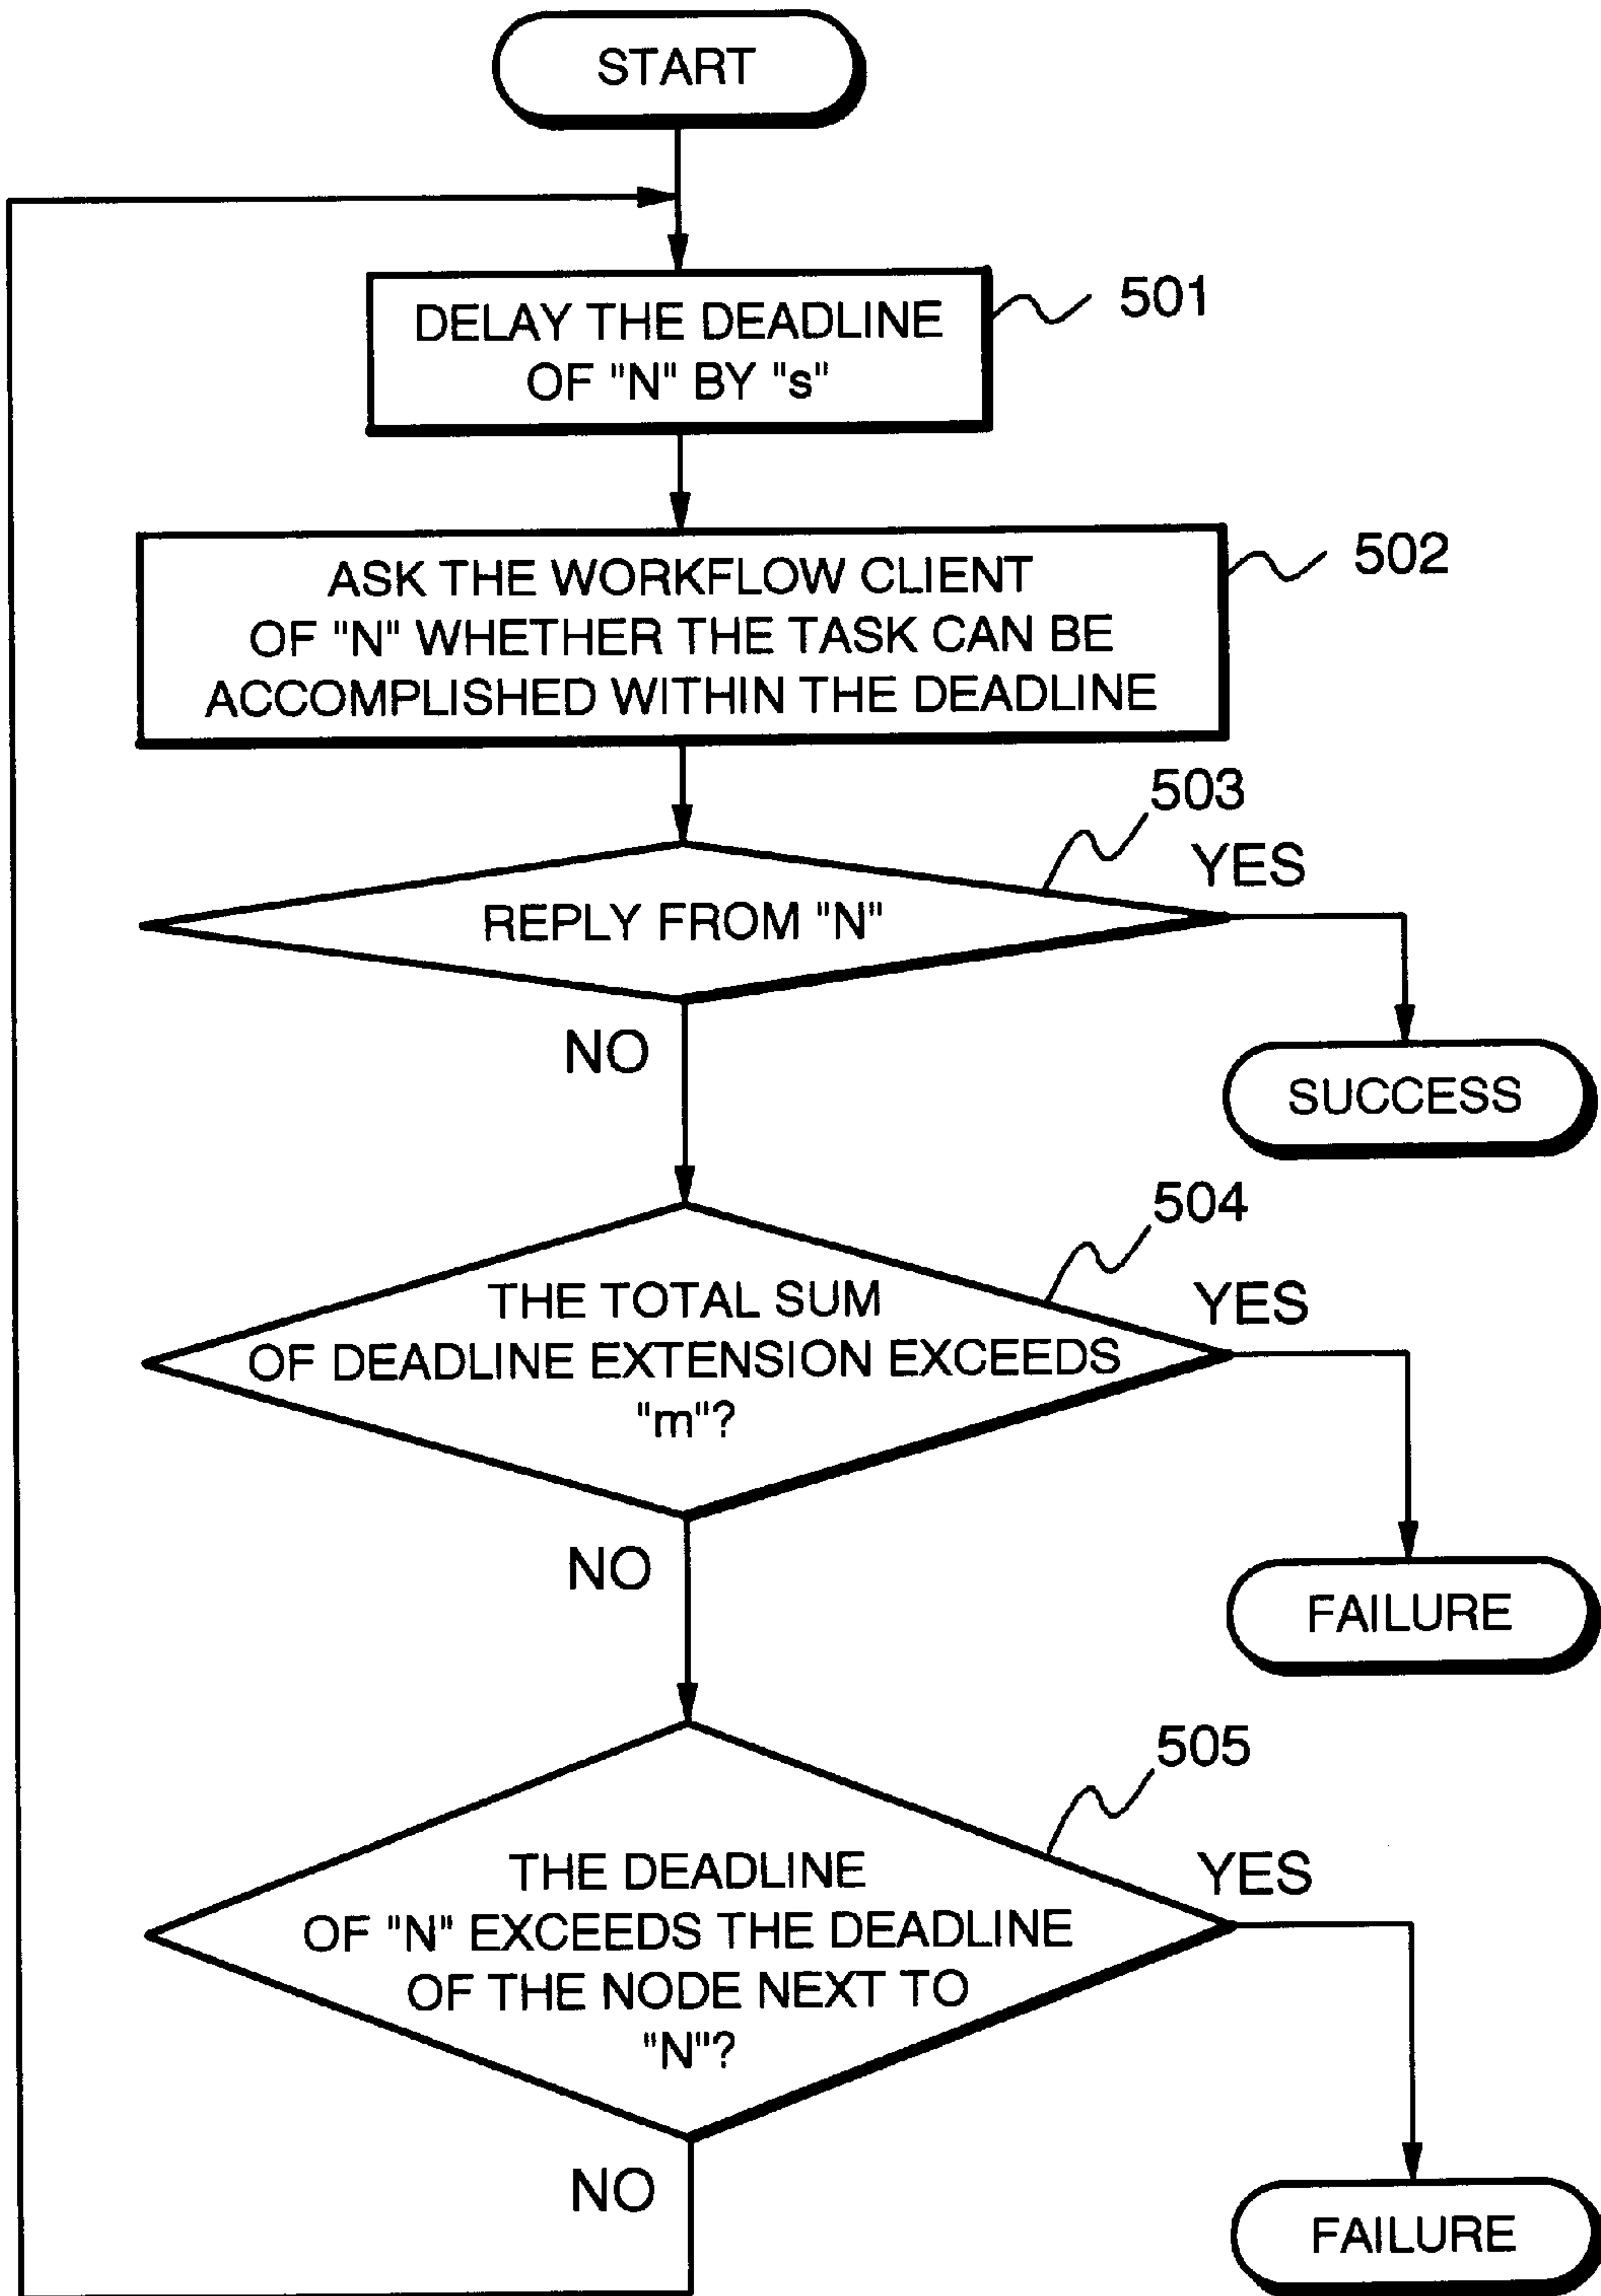 START
DELAY THE DEADLINE
OF "N" BY "s"
501
ASK THE WORKFLOW CLIENT
OF "N" WHETHER THE TASK CAN BE
ACCOMPLISHED WITHIN THE DEADLINE
502
503
YES
REPLY FROM "N"
NO
SUCCESS
504
YES
THE TOTAL SUM
OF DEADLINE EXTENSION EXCEEDS
"m"?
NO
FAILURE
505
YES
THE DEADLINE
OF "N" EXCEEDS THE DEADLINE
OF THE NODE NEXT TO
"N"?
NO
FAILURE